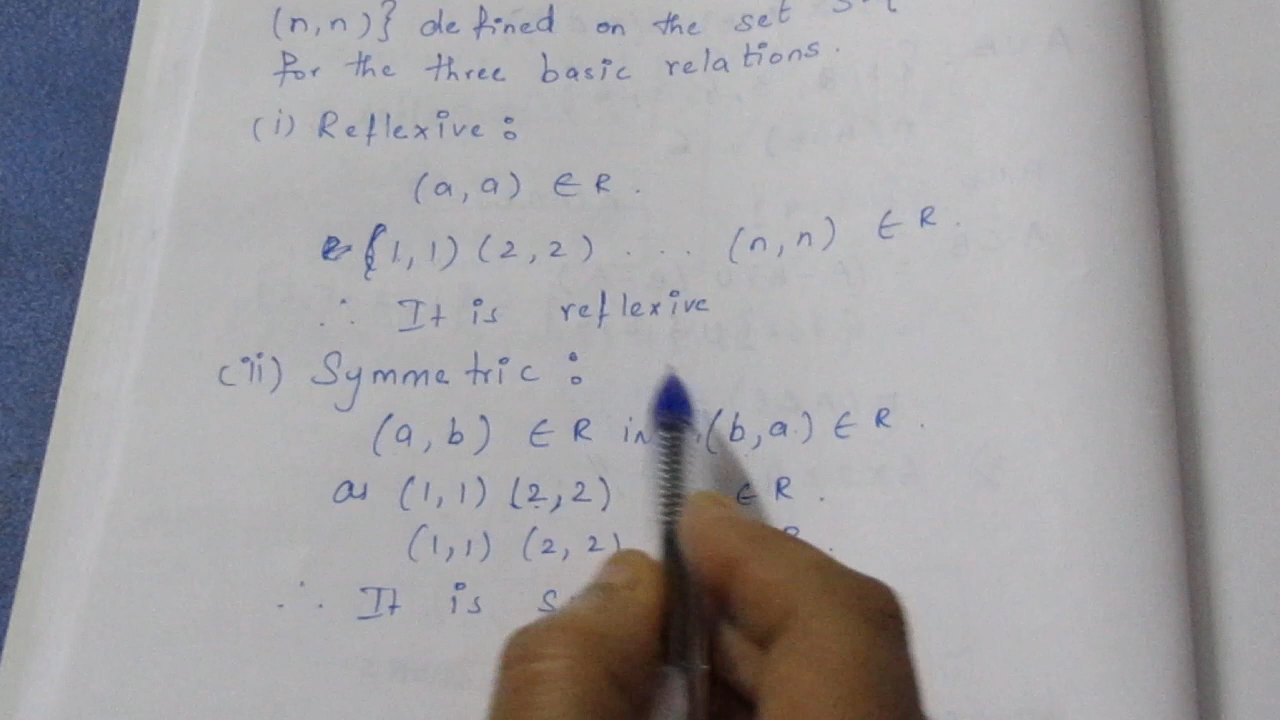 (n,n)} defined on the set
for the three basic relations.
(i) Reflexive :
(a,a) ∈ R .
{1,1) (2,2) .... (n,n) ∈ R .
∴ It is reflexive
(ii) Symmetric :
(a,b) ∈ R (b,a) ∈ R .
as (1,1) (2,2) ∈ R .
(1,1) (2,2)
∴ It is